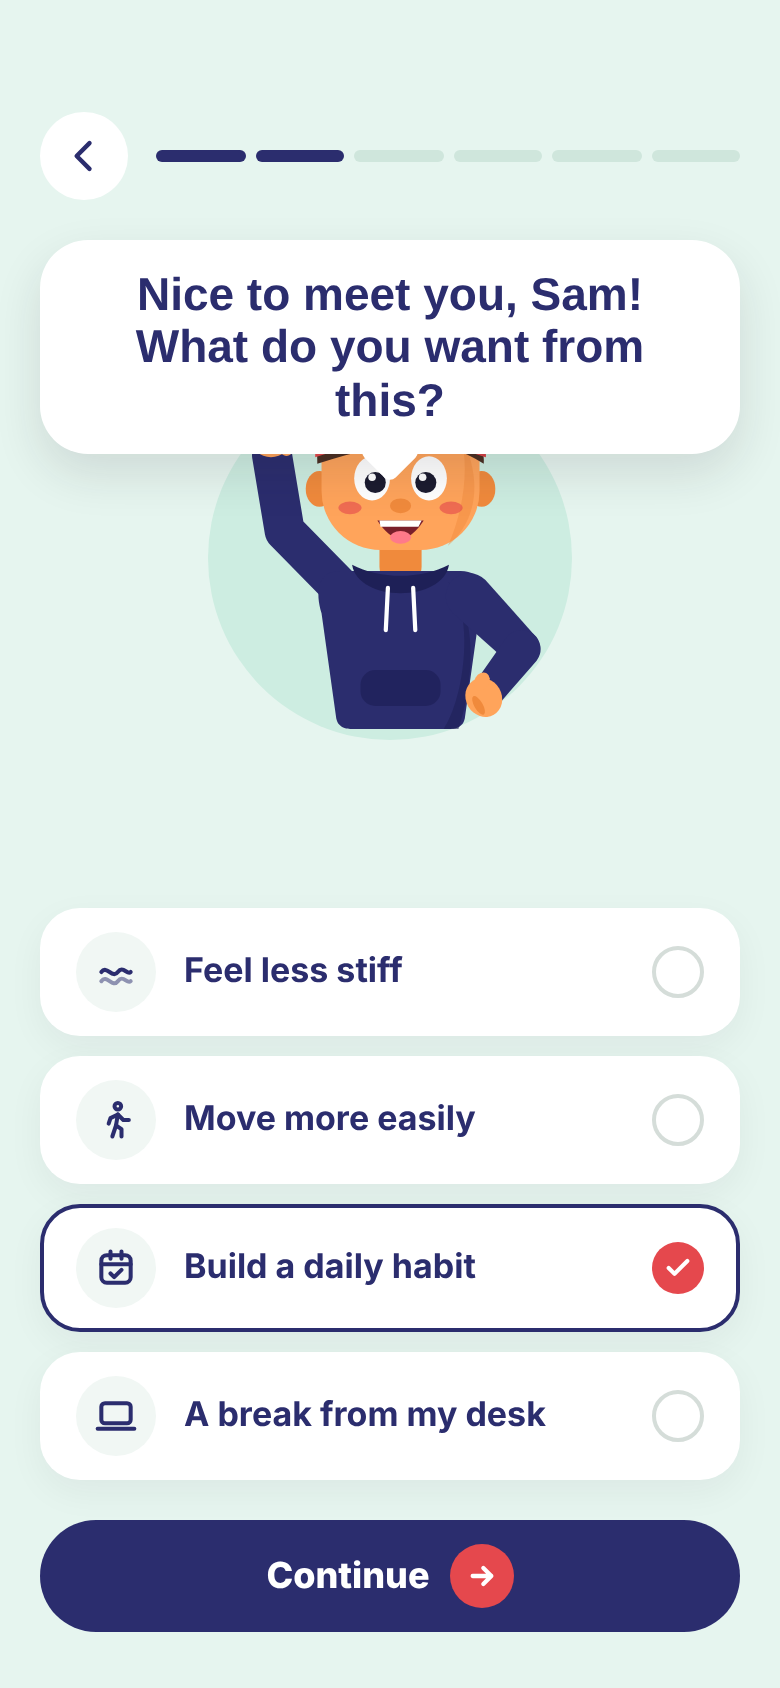 Nice to meet you, Sam!
What do you want from
this?
Feel less stiff
Move more easily
Build a daily habit
A break from my desk
Continue